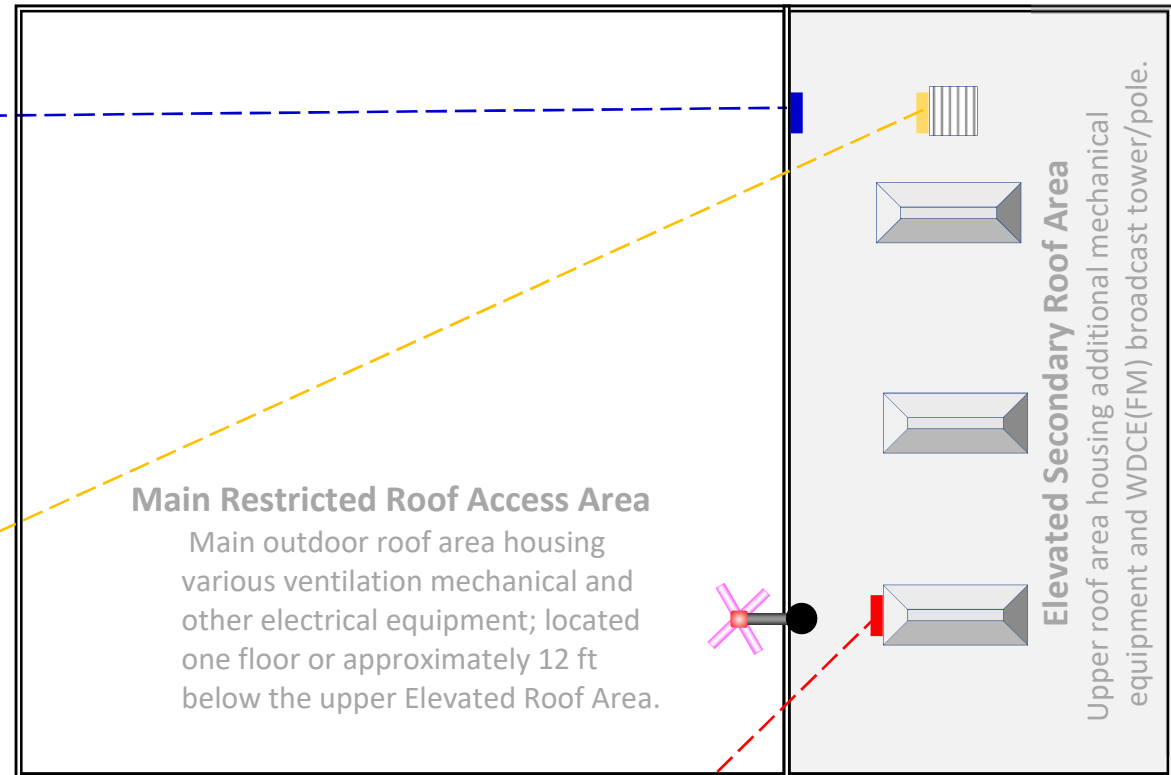 Main Restricted Roof Access Area
Main outdoor roof area housing
various ventilation mechanical and
other electrical equipment; located
one floor or approximately 12 ft
below the upper Elevated Roof Area.
Elevated Secondary Roof Area
Upper roof area housing additional mechanical
equipment and WDCE(FM) broadcast tower/pole.